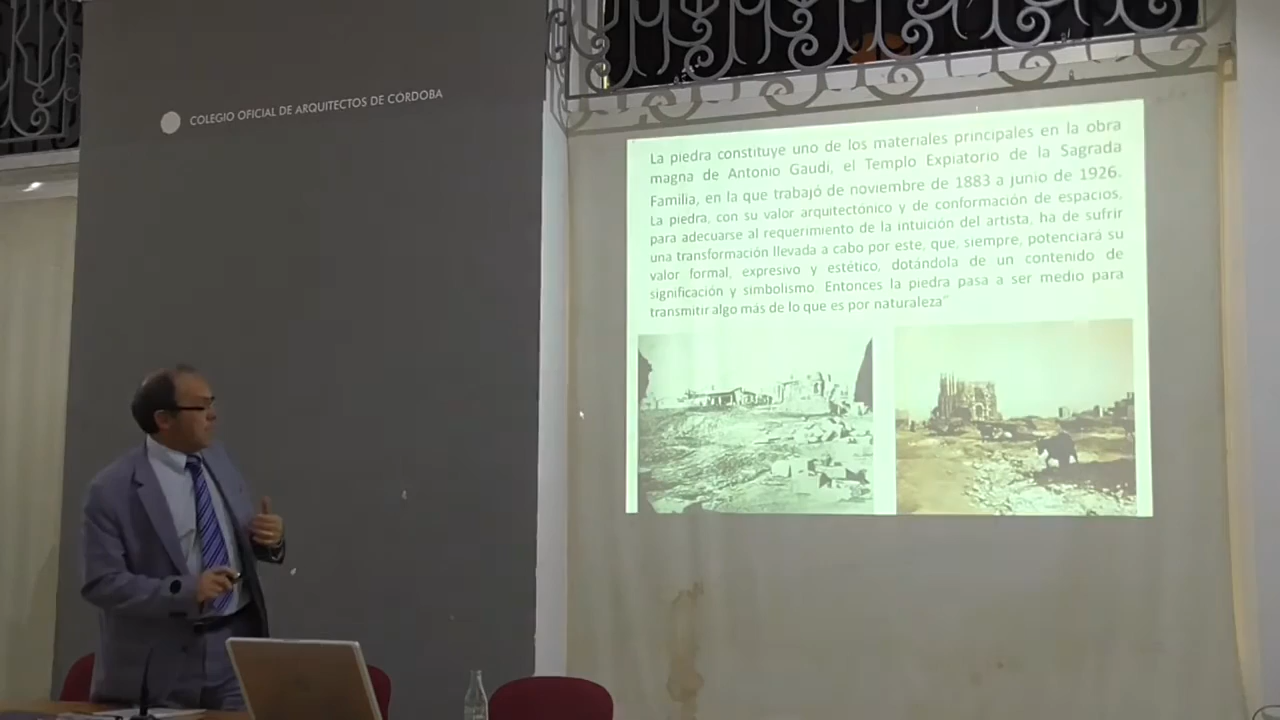 COLEGIO OFICIAL DE ARQUITECTOS DE CÓRDOBA
La piedra constituye uno de los materiales principales en la obra
magna de Antonio Gaudí, el Templo Expiatorio de la Sagrada
Familia, en la que trabajó de noviembre de 1883 a junio de 1926.
La piedra, con su valor arquitectónico y de conformación de espacios,
para adecuarse al requerimiento de la intuición del artista, ha de sufrir
una transformación llevada a cabo por este, que, siempre, potenciará su
valor formal, expresivo y estético, dotándola de un contenido de
significación y simbolismo. Entonces la piedra pasa a ser medio para
transmitir algo más de lo que es por naturaleza"